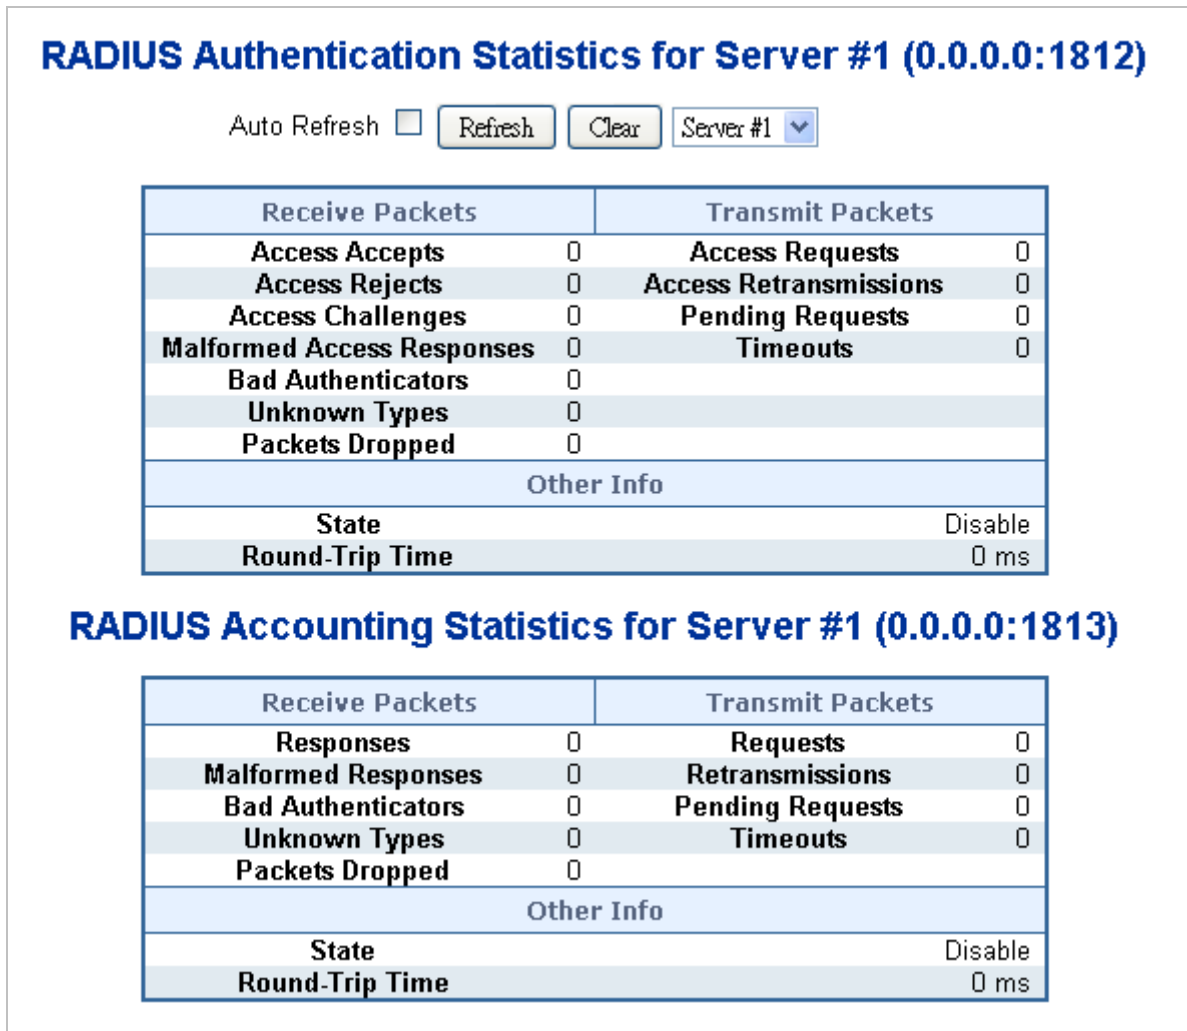 RADIUS Authentication Statistics for Server #1 (0.0.0.0:1812)
Auto Refresh Refresh Clear Server #1
Receive Packets Transmit Packets
Access Accepts 0 Access Requests 0
Access Rejects 0 Access Retransmissions 0
Access Challenges 0 Pending Requests 0
Malformed Access Responses 0 Timeouts 0
Bad Authenticators 0
Unknown Types 0
Packets Dropped 0
Other Info
State Disable
Round-Trip Time 0 ms
RADIUS Accounting Statistics for Server #1 (0.0.0.0:1813)
Receive Packets Transmit Packets
Responses 0 Requests 0
Malformed Responses 0 Retransmissions 0
Bad Authenticators 0 Pending Requests 0
Unknown Types 0 Timeouts 0
Packets Dropped 0
Other Info
State Disable
Round-Trip Time 0 ms